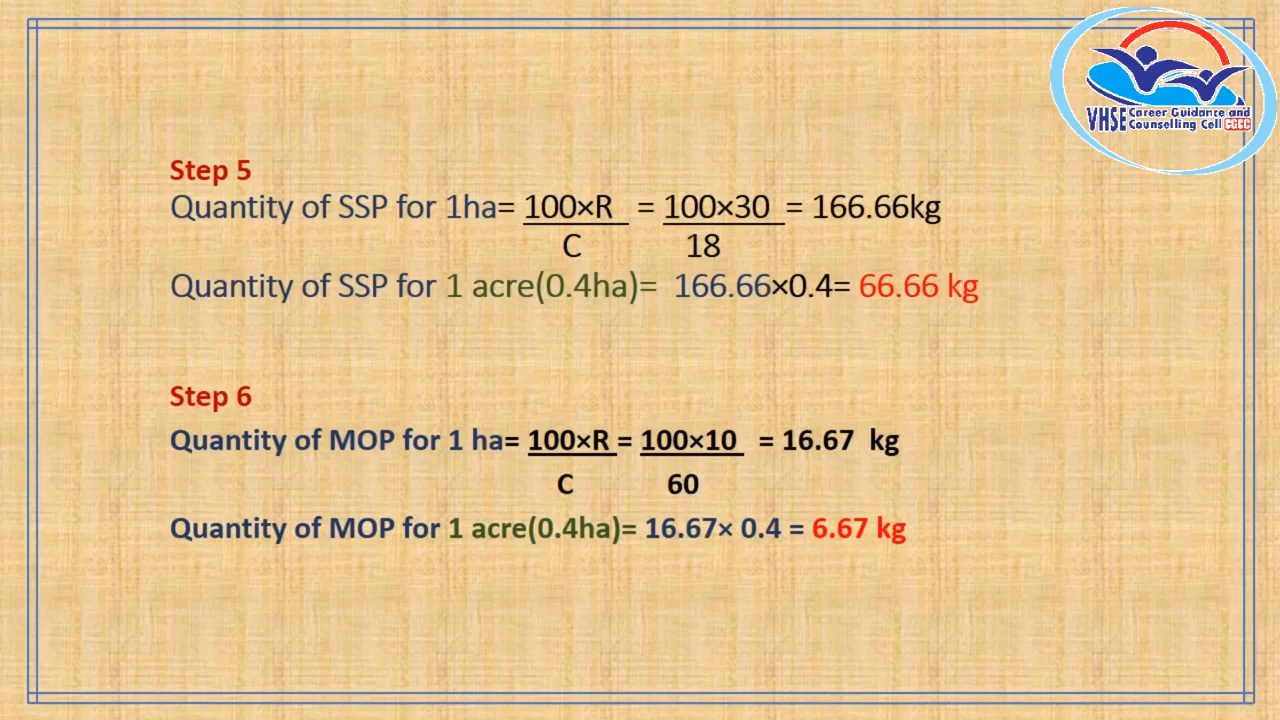 VHSE Career Guidance and
Counselling Cell CGCC
Step 5
Quantity of SSP for 1ha= 100×R = 100×30 = 166.66kg
C 18
Quantity of SSP for 1 acre(0.4ha)= 166.66×0.4= 66.66 kg
Step 6
Quantity of MOP for 1 ha= 100×R = 100×10 = 16.67 kg
C 60
Quantity of MOP for 1 acre(0.4ha)= 16.67× 0.4 = 6.67 kg